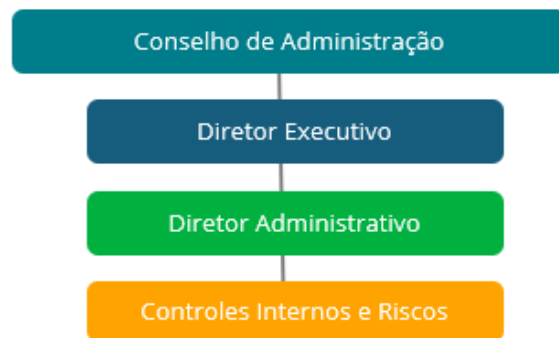 Conselho de Administração
Diretor Executivo
Diretor Administrativo
Controles Internos e Riscos